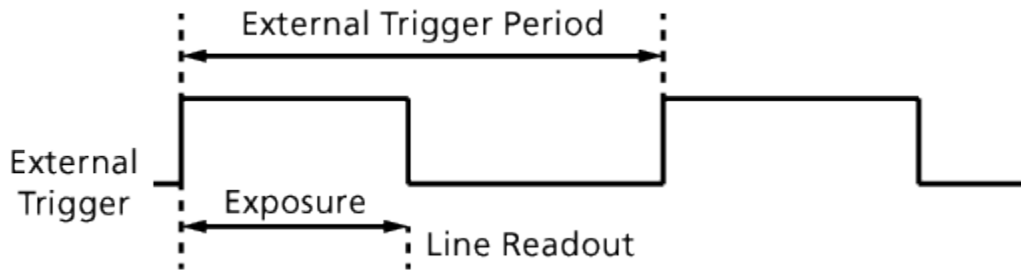 External Trigger Period
External
Trigger
Exposure
Line Readout